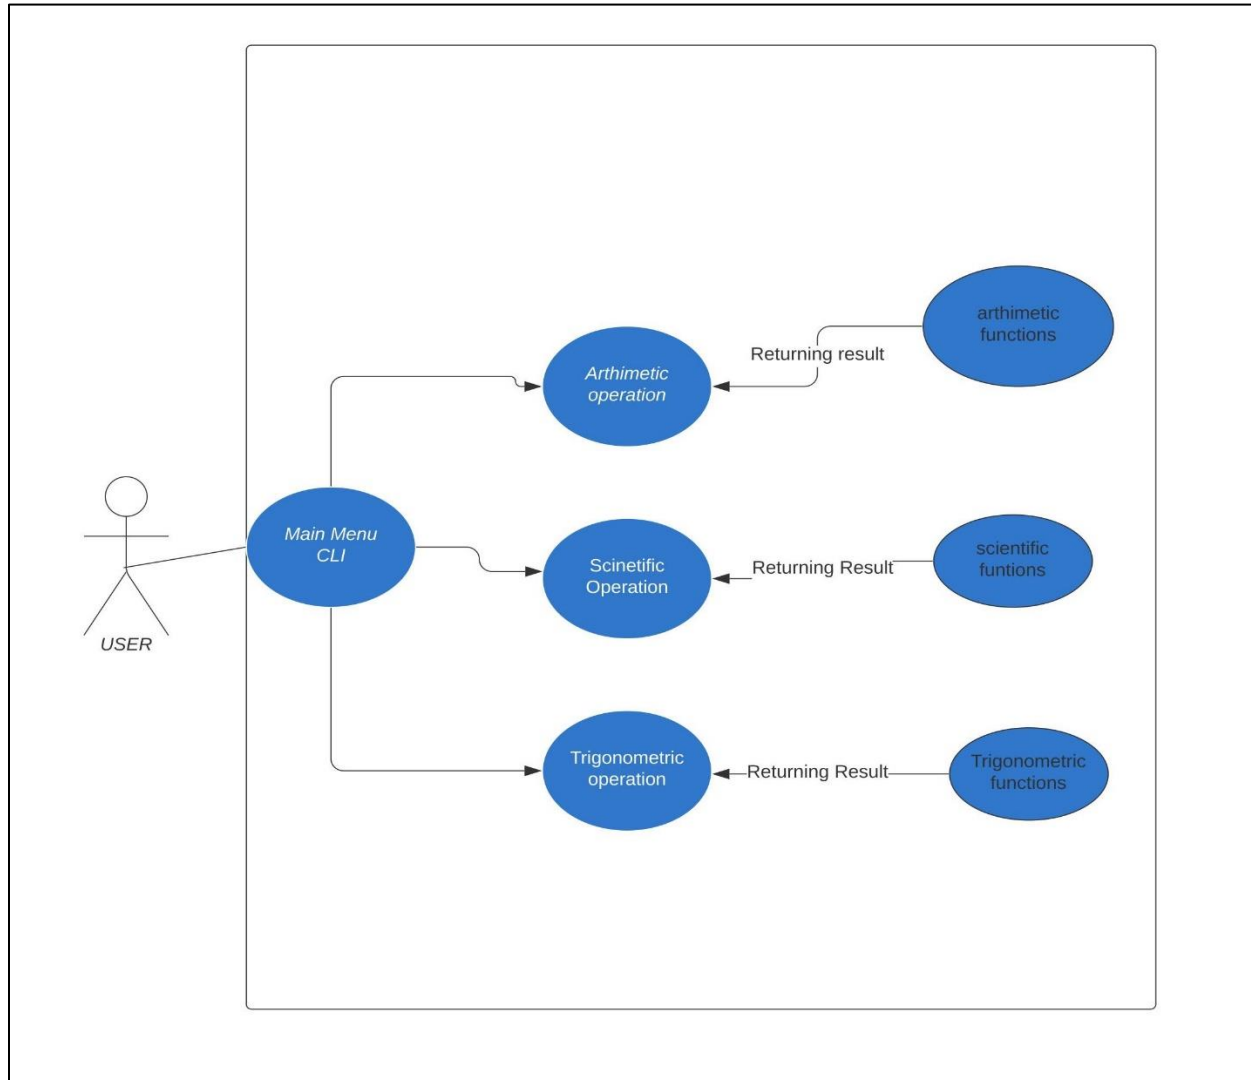 arthimetic
functions
Returning result
Arthimetic
operation
Main Menu
CLI
USER
Scinetific
Operation
Returning Result
scientific
funtions
Trigonometric
operation
Returning Result
Trigonometric
functions